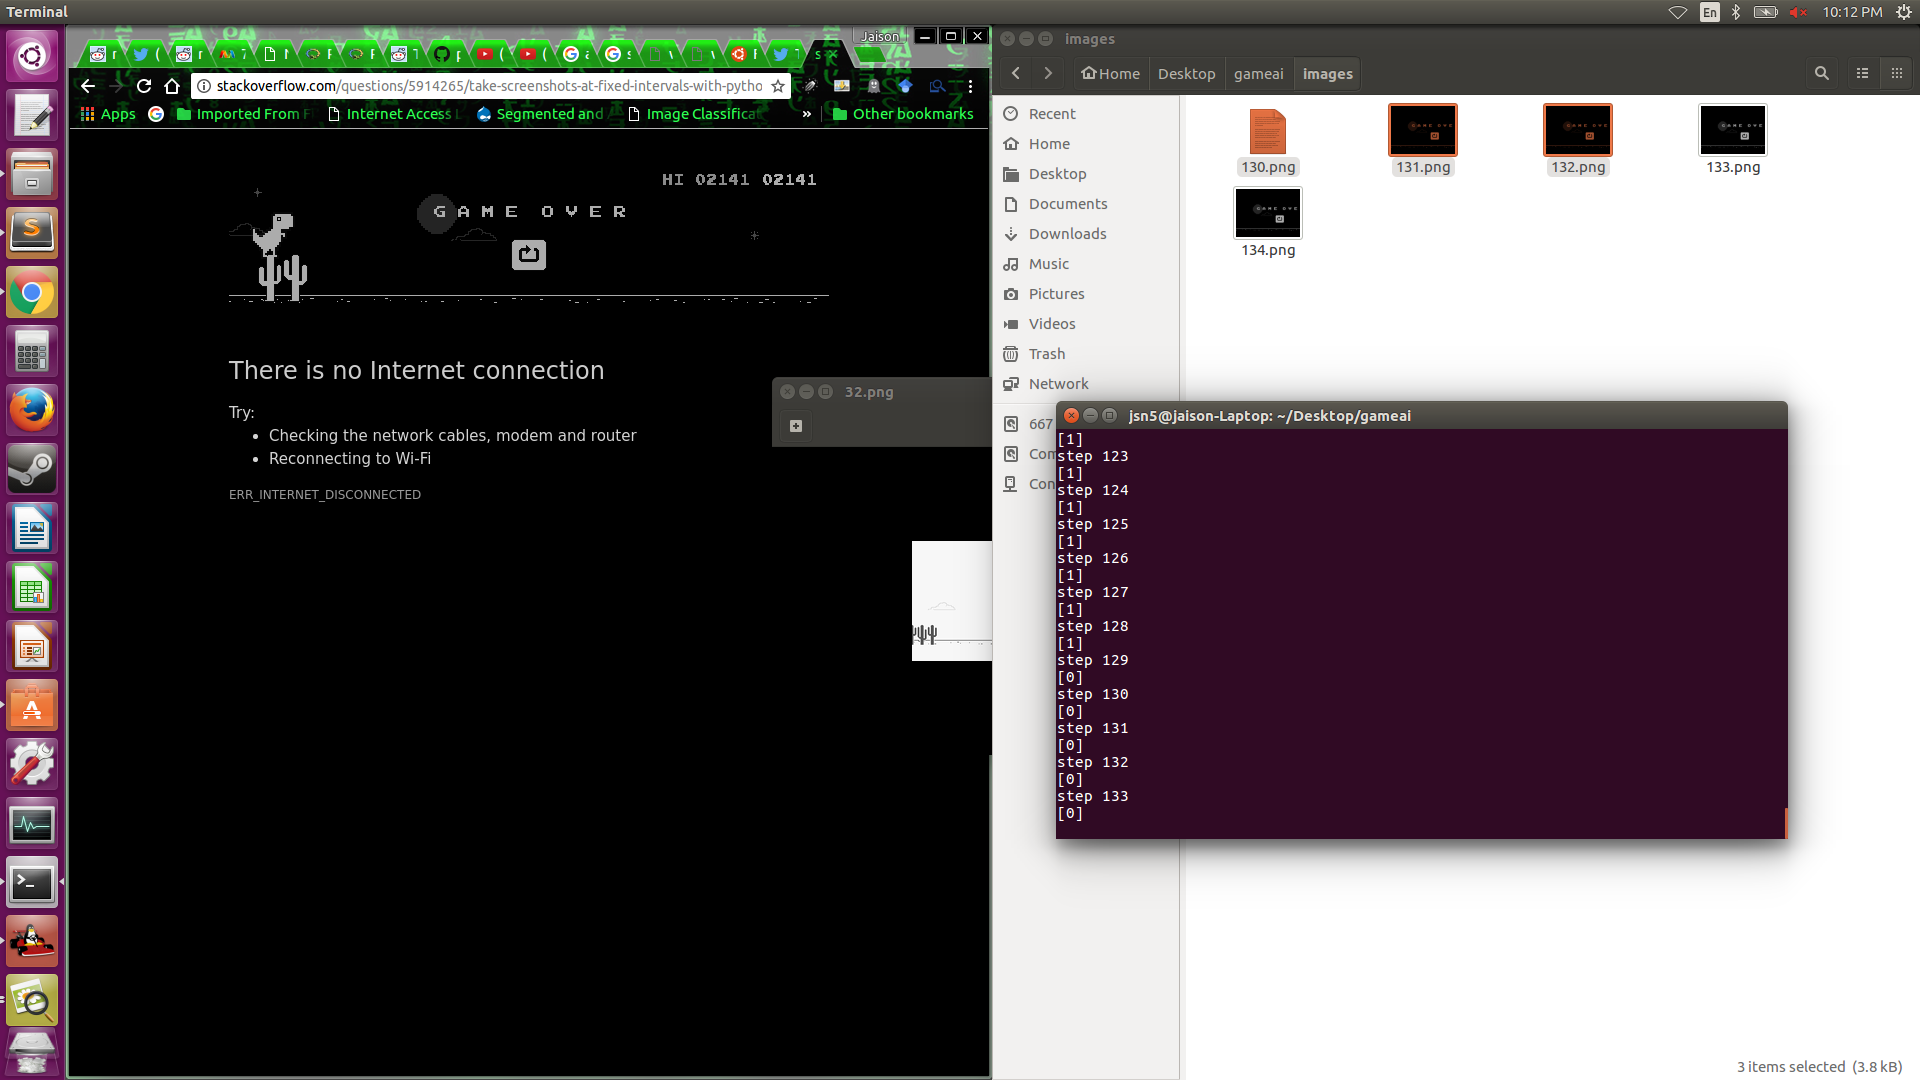 Terminal
En
10:12 PM
Jaison
stackoverflow.com/questions/5914265/take-screenshots-at-fixed-intervals-with-pytho
Apps
Imported From F
Internet Access
Segmented and
Image Classificat
»
Other bookmarks
HI 02141 02141
GAME OVER
There is no Internet connection
Try:
• Checking the network cables, modem and router
• Reconnecting to Wi-Fi
ERR_INTERNET_DISCONNECTED
32.png
images
Home
Desktop
gameai
images
Recent
Home
Desktop
Documents
Downloads
Music
Pictures
Videos
Trash
Network
667
Com
Con
130.png
131.png
132.png
133.png
134.png
jsn5@jaison-Laptop: ~/Desktop/gameai
[1]
step 123
[1]
step 124
[1]
step 125
[1]
step 126
[1]
step 127
[1]
step 128
[1]
step 129
[0]
step 130
[0]
step 131
[0]
step 132
[0]
step 133
[0]
3 items selected (3.8 kB)